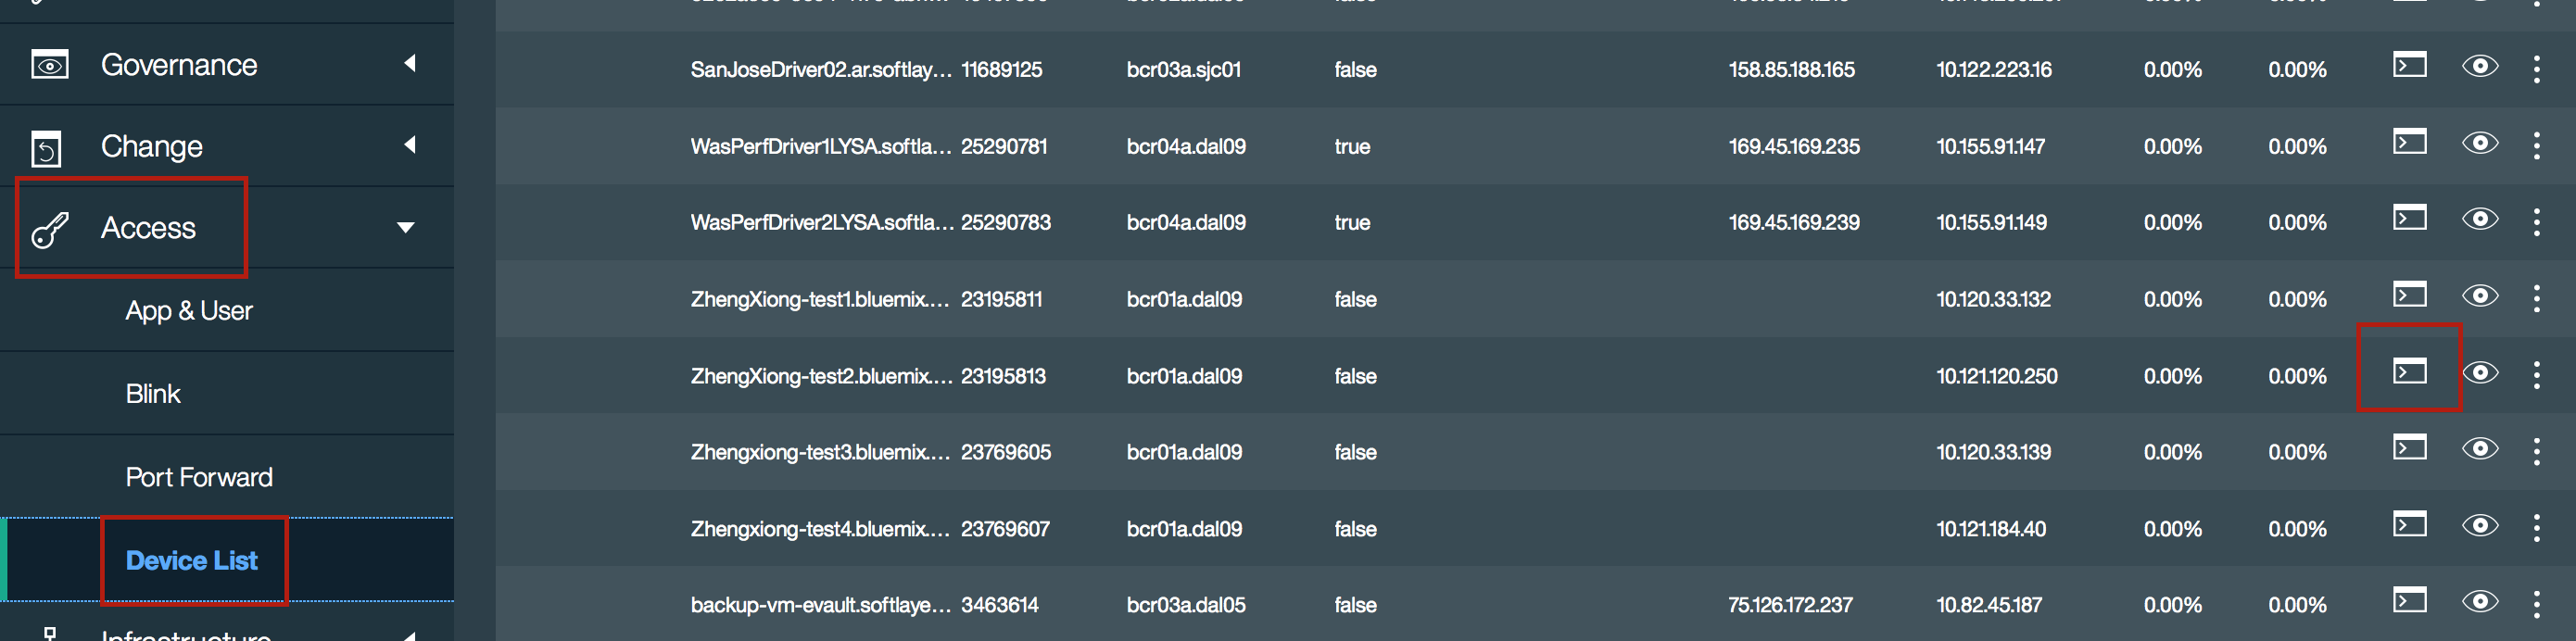 Governance
Change
Access
App & User
Blink
Port Forward
Device List
SanJoseDriver02.ar.softlay... 11689125 bcr03a.sjc01 false 158.85.188.165 10.122.223.16 0.00% 0.00%
WasPerfDriver1LYSA.softla... 25290781 bcr04a.dal09 true 169.45.169.235 10.155.91.147 0.00% 0.00%
WasPerfDriver2LYSA.softla... 25290783 bcr04a.dal09 true 169.45.169.239 10.155.91.149 0.00% 0.00%
ZhengXiong-test1.bluemix.... 23195811 bcr01a.dal09 false 10.120.33.132 0.00% 0.00%
ZhengXiong-test2.bluemix.... 23195813 bcr01a.dal09 false 10.121.120.250 0.00% 0.00%
Zhengxiong-test3.bluemix.... 23769605 bcr01a.dal09 false 10.120.33.139 0.00% 0.00%
Zhengxiong-test4.bluemix.... 23769607 bcr01a.dal09 false 10.121.184.40 0.00% 0.00%
backup-vm-evault.softlaye... 3463614 bcr03a.dal05 false 75.126.172.237 10.82.45.187 0.00% 0.00%